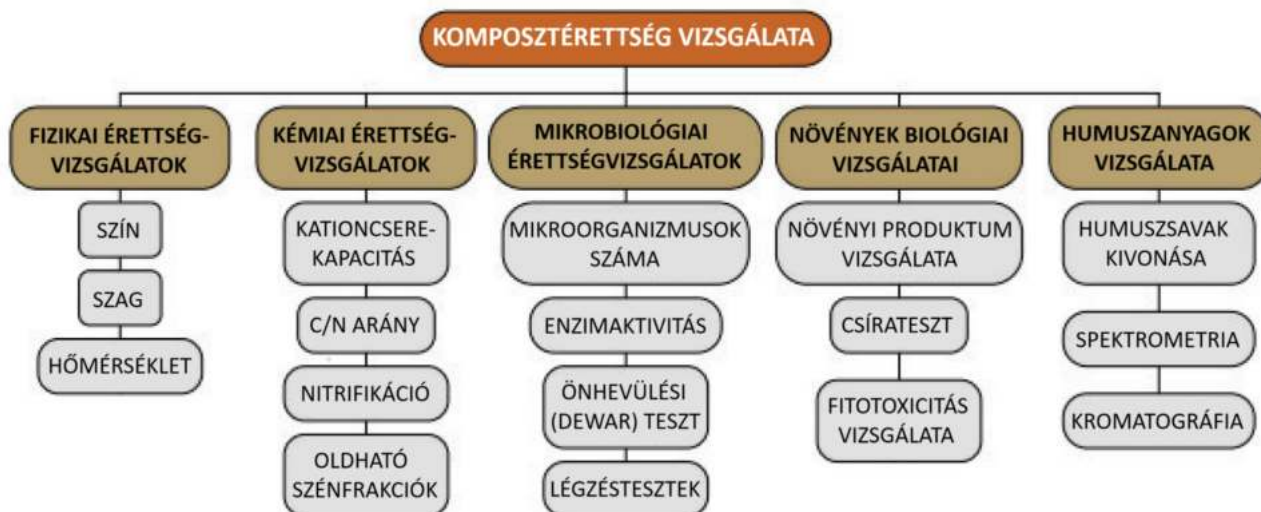 KOMPOSZTÉRETTSÉG VIZSGÁLATA
FIZIKAI ÉRETTSÉG-
VIZSGÁLATOK
SZÍN
SZAG
HŐMÉRSÉKLET
KÉMIAI ÉRETTSÉG-
VIZSGÁLATOK
KATIONCSERE-
KAPACITÁS
C/N ARÁNY
NITRIFIKÁCIÓ
OLDHATÓ
SZÉNFRAKCIÓK
MIKROBIOLÓGIAI
ÉRETTSÉGVIZSGÁLATOK
MIKROORGANIZMUSOK
SZÁMA
ENZIMAKTIVITÁS
ÖNHEVÜLÉSI
(DEWAR) TESZT
LÉGZÉSTESZTEK
NÖVÉNYEK BIOLÓGIAI
VIZSGÁLATAI
NÖVÉNYI PRODUKTUM
VIZSGÁLATA
CSÍRATESZT
FITOTOXICITÁS
VIZSGÁLATA
HUMUSZANYAGOK
VIZSGÁLATA
HUMUSZSAVAK
KIVONÁSA
SPEKTROMETRIA
KROMATOGRÁFIA